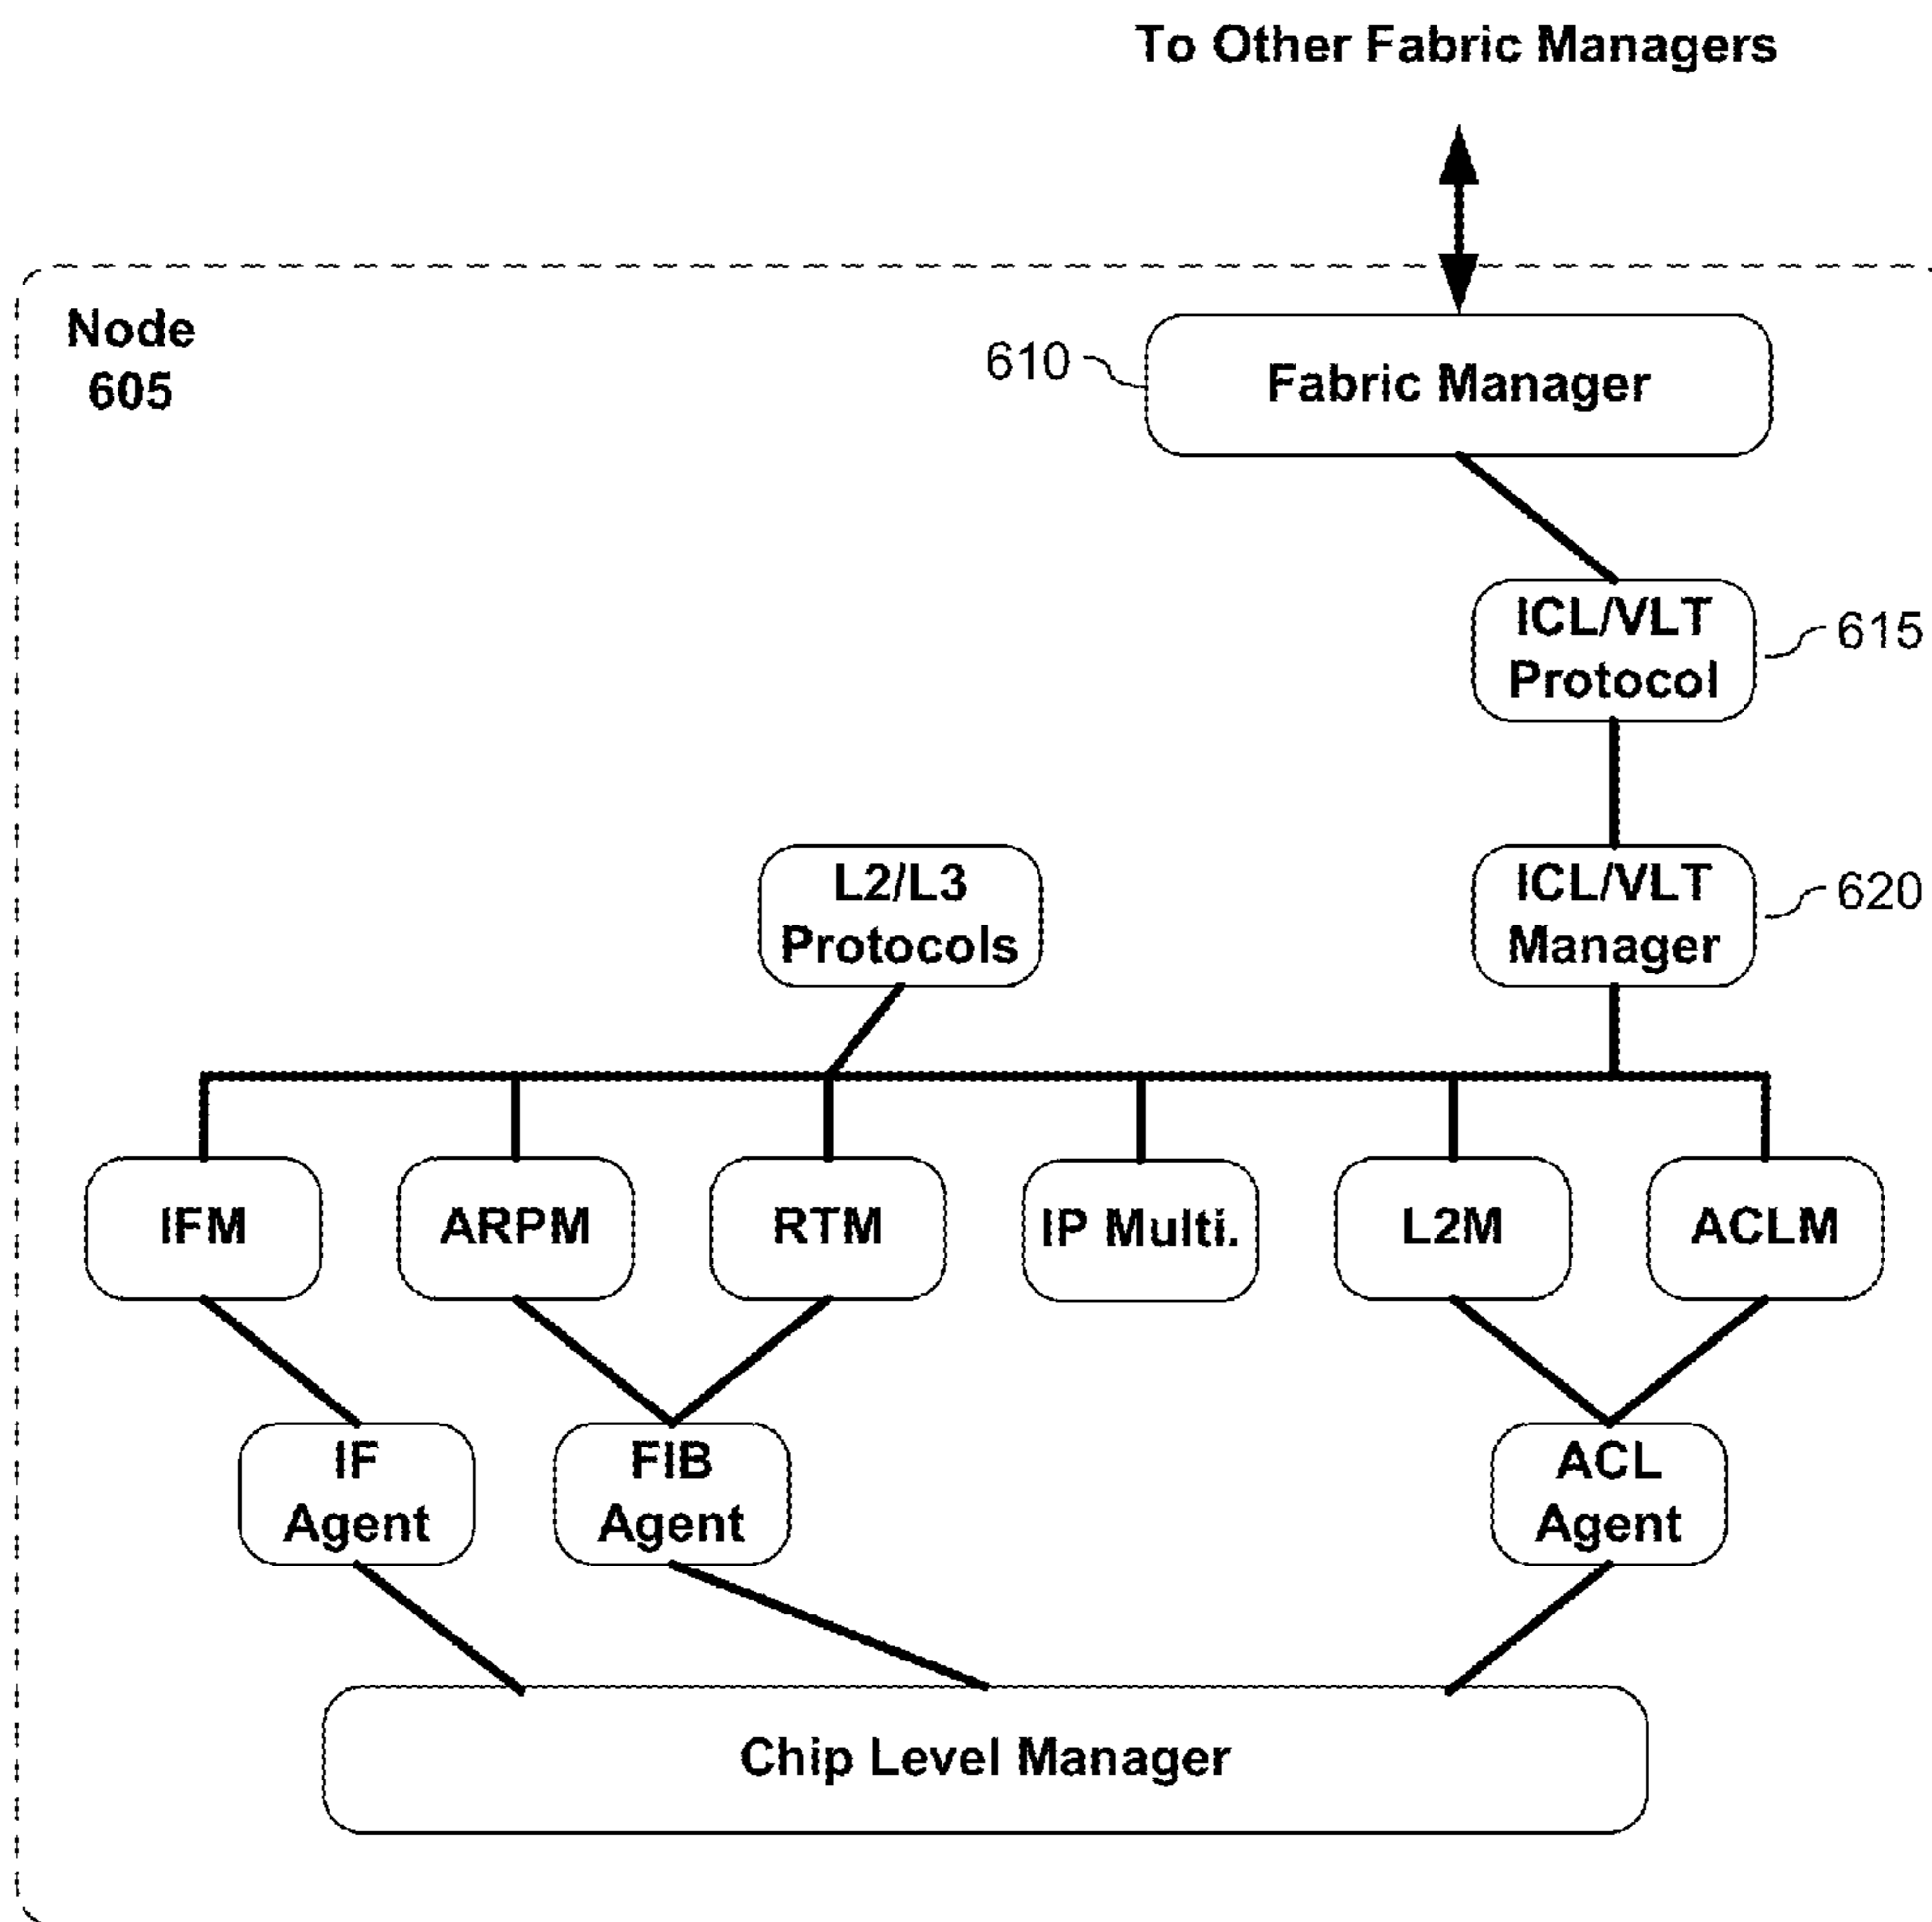 To Other Fabric Managers
Node
605
610
Fabric Manager
ICL/VLT
Protocol
615
L2/L3
Protocols
ICL/VLT
Manager
620
IFM
ARPM
RTM
IP Multi.
L2M
ACLM
IF
Agent
FIB
Agent
ACL
Agent
Chip Level Manager